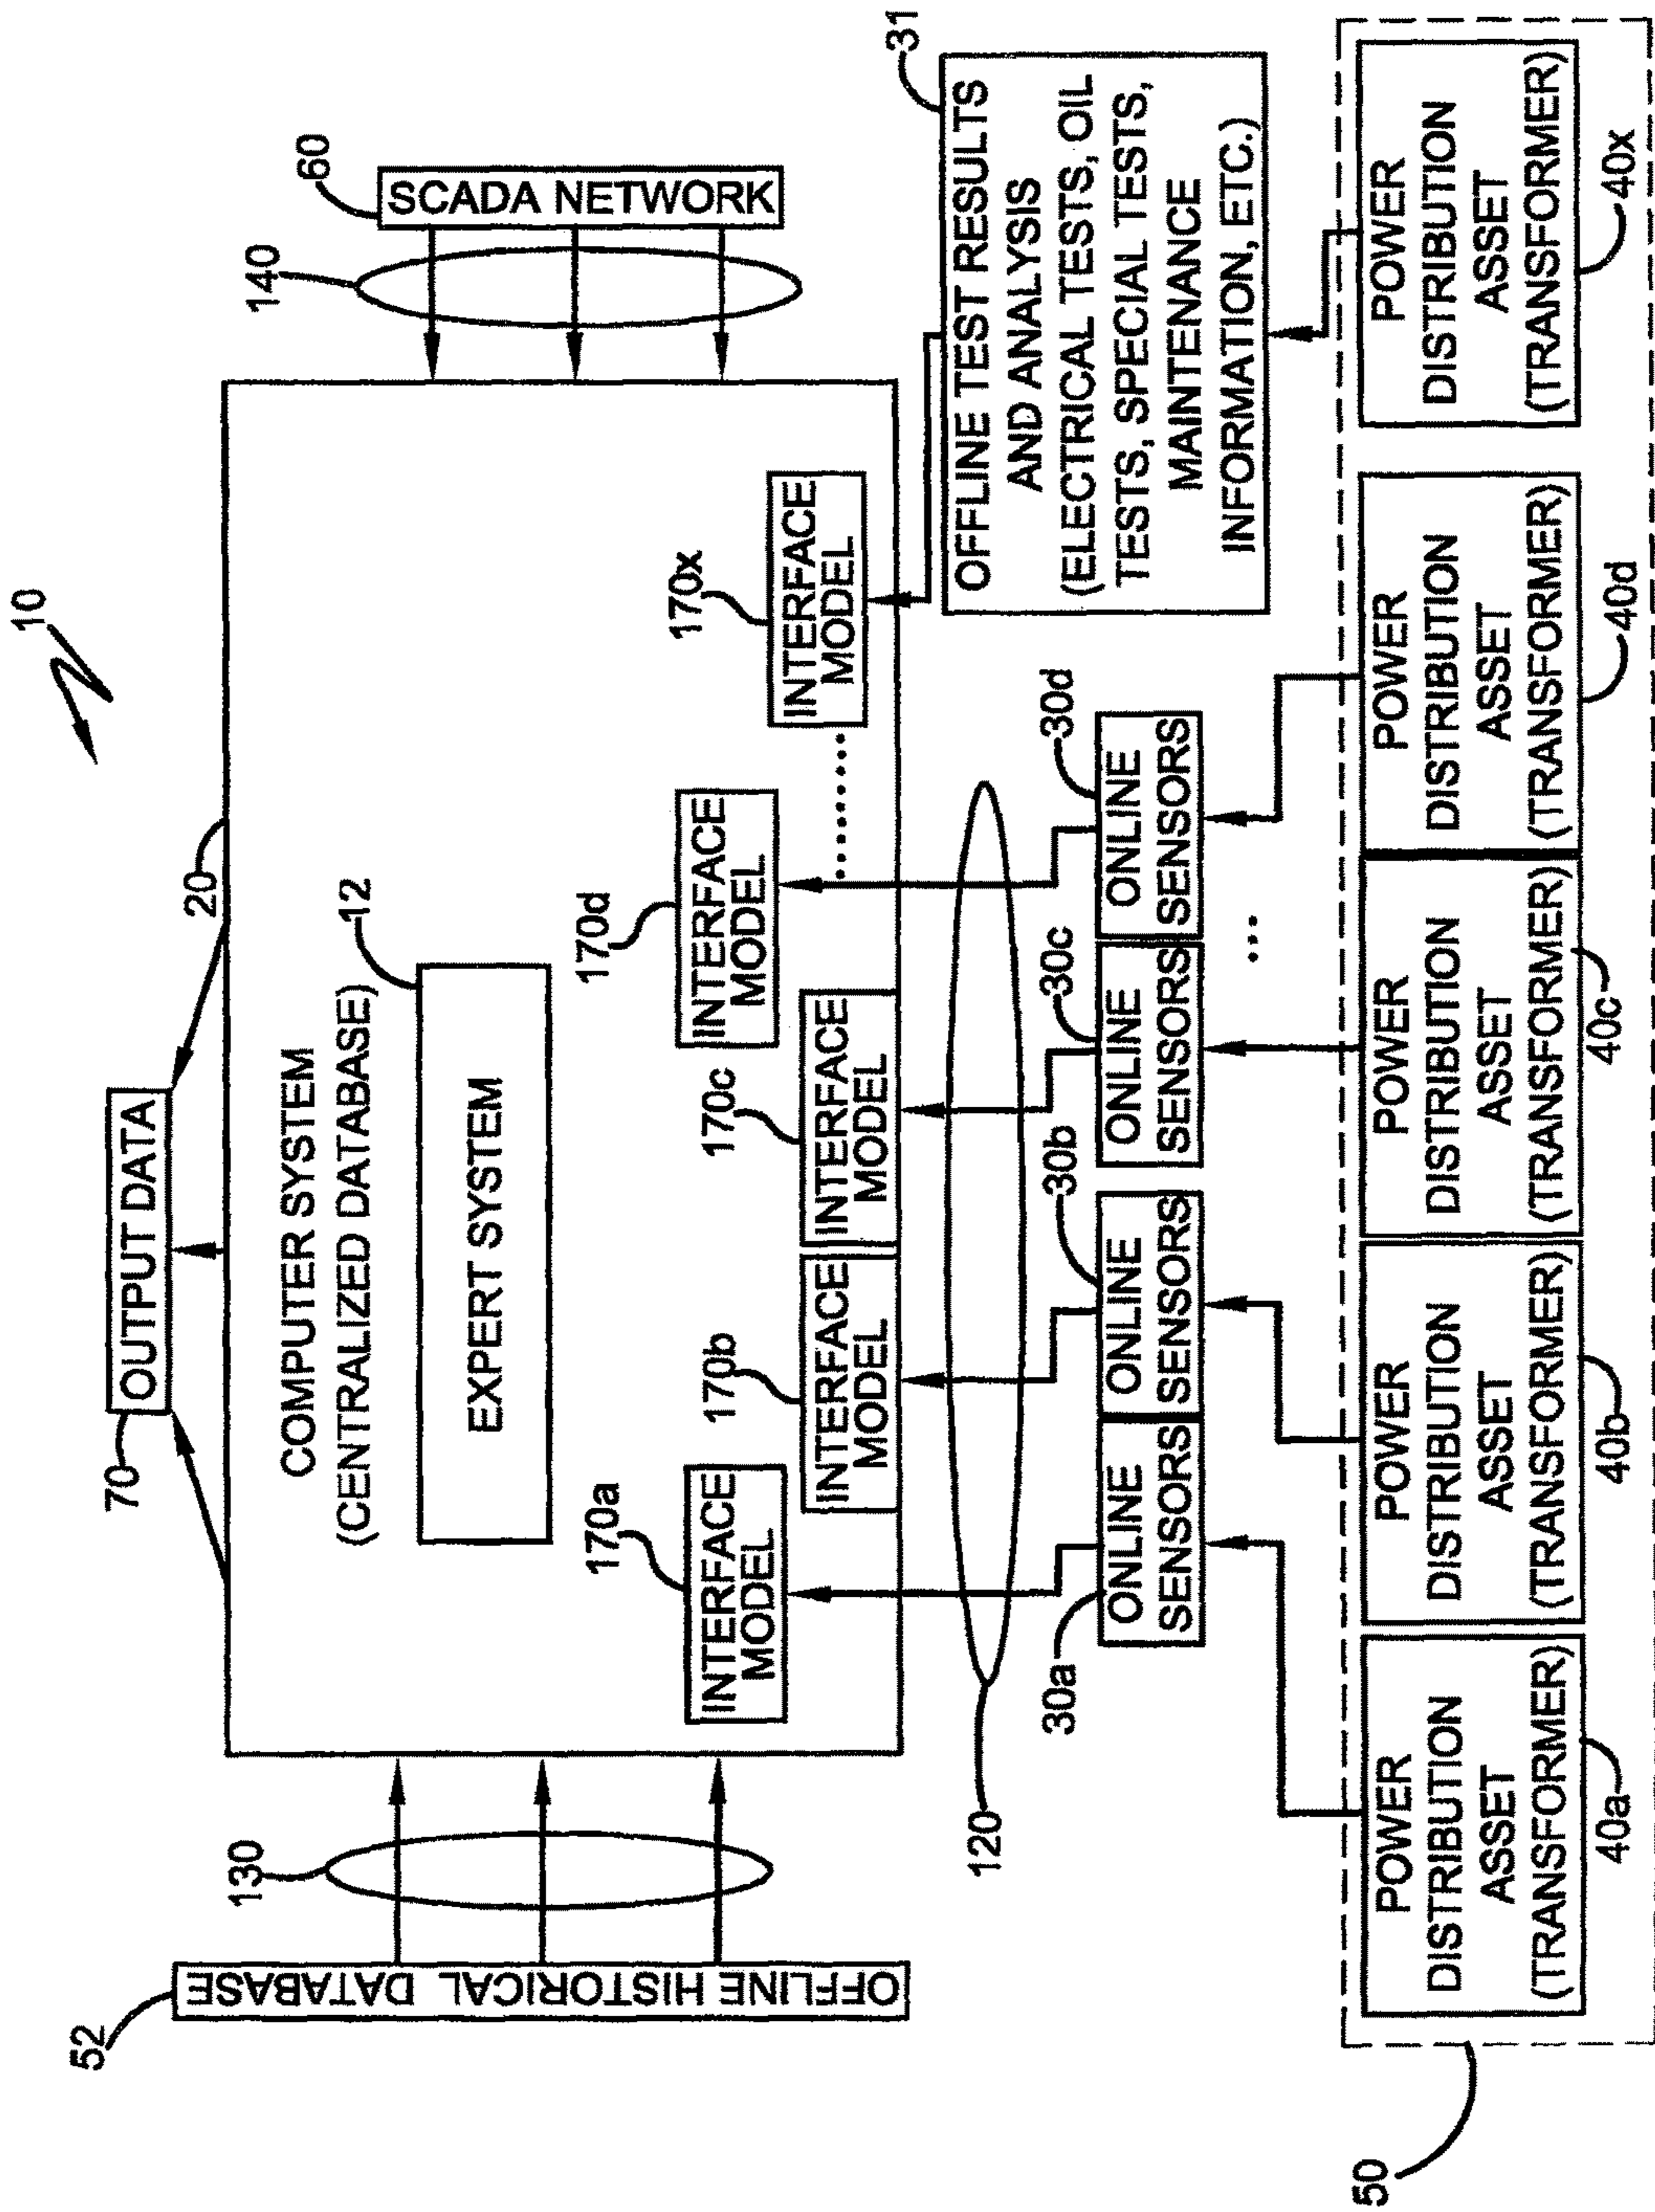 10
70
OUTPUT DATA
20
COMPUTER SYSTEM
(CENTRALIZED DATABASE)
12
EXPERT SYSTEM
52
OFFLINE HISTORICAL DATABASE
130
140
60
SCADA NETWORK
170a
INTERFACE
MODEL
170b
INTERFACE
MODEL
170c
INTERFACE
MODEL
170d
INTERFACE
MODEL
........
170x
INTERFACE
MODEL
120
30a
ONLINE
SENSORS
30b
ONLINE
SENSORS
30c
ONLINE
SENSORS
...
30d
ONLINE
SENSORS
31
OFFLINE TEST RESULTS
AND ANALYSIS
(ELECTRICAL TESTS, OIL
TESTS, SPECIAL TESTS,
MAINTENANCE
INFORMATION, ETC.)
50
POWER
DISTRIBUTION
ASSET
(TRANSFORMER)
40a
POWER
DISTRIBUTION
ASSET
(TRANSFORMER)
40b
POWER
DISTRIBUTION
ASSET
(TRANSFORMER)
40c
POWER
DISTRIBUTION
ASSET
(TRANSFORMER)
40d
POWER
DISTRIBUTION
ASSET
(TRANSFORMER)
40x